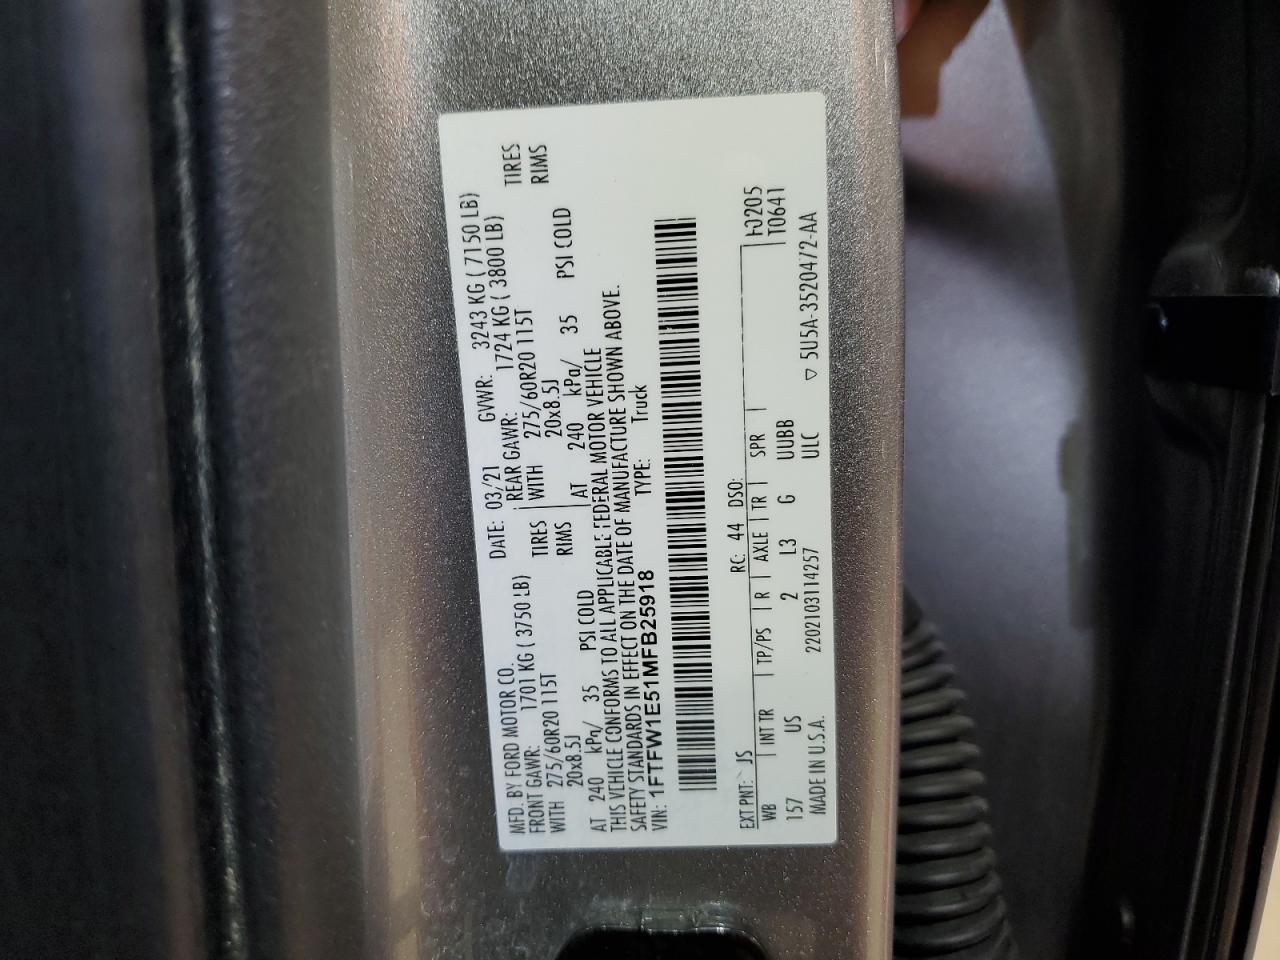 MFD. BY FORD MOTOR CO.
DATE: 03/21 GVWR: 3243 KG ( 7150 LB)
FRONT GAWR: 1701 KG ( 3750 LB)
REAR GAWR: 1724 KG ( 3800 LB)
WITH 275/60R20 115T TIRES
WITH 275/60R20 115T TIRES
20x8.5J RIMS
20x8.5J RIMS
AT 240 kPa/ 35 PSI COLD
AT 240 kPa/ 35 PSI COLD
THIS VEHICLE CONFORMS TO ALL APPLICABLE FEDERAL MOTOR VEHICLE
SAFETY STANDARDS IN EFFECT ON THE DATE OF MANUFACTURE SHOWN ABOVE.
VIN: 1FTFW1E51MFB25918 TYPE: Truck
EXT PNT: JS RC: 44 DSO:
WB INT TR TP/PS R AXLE TR SPR F0205
157 US 2 L3 G UUBB T0641
MADE IN U.S.A. 2202103114257 ULC ▽ 5U5A-3520472-AA